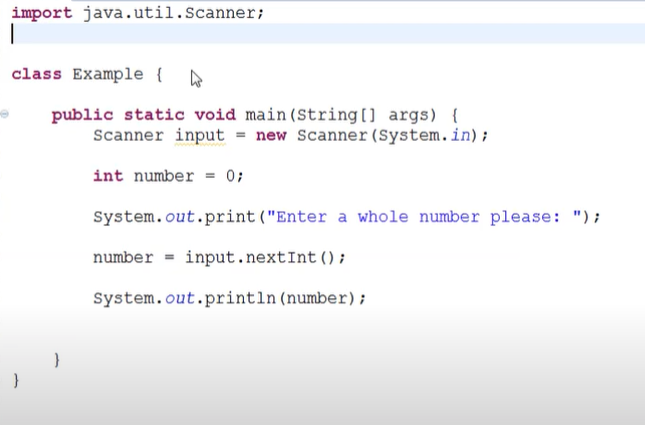 import java.util.Scanner;
class Example {
public static void main(String[] args) {
Scanner input = new Scanner(System.in);
int number = 0;
System.out.print("Enter a whole number please: ");
number = input.nextInt();
System.out.println(number);
}
}